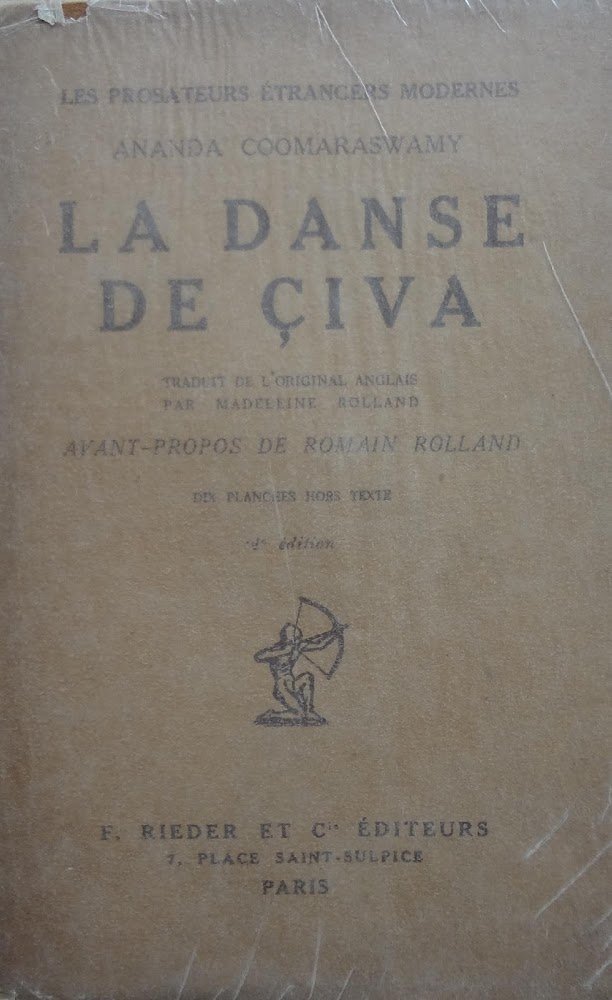 LES PROSATEURS ÉTRANGERS MODERNES
ANANDA COOMARASWAMY
LA DANSE
DE ÇIVA
TRADUIT DE L'ORIGINAL ANGLAIS
PAR MADELEINE ROLLAND
AVANT-PROPOS DE ROMAIN ROLLAND
DIX PLANCHES HORS TEXTE
édition
F. RIEDER ET Cie ÉDITEURS
7, PLACE SAINT-SULPICE
PARIS